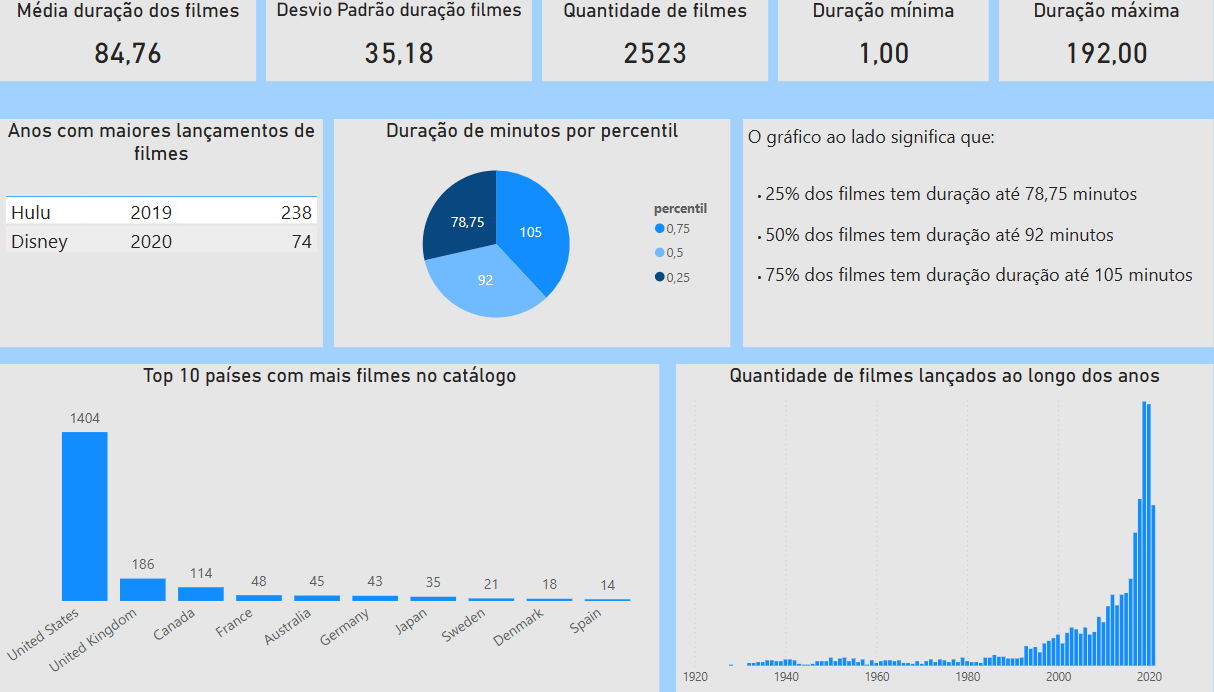 Média duração dos filmes
84,76
Desvio Padrão duração filmes
35,18
Quantidade de filmes
2523
Duração mínima
1,00
Duração máxima
192,00
Anos com maiores lançamentos de
filmes
Hulu 2019 238
Disney 2020 74
Duração de minutos por percentil
78,75
105
92
percentil
0,75
0,5
0,25
O gráfico ao lado significa que:
• 25% dos filmes tem duração até 78,75 minutos
• 50% dos filmes tem duração até 92 minutos
• 75% dos filmes tem duração duração até 105 minutos
Top 10 países com mais filmes no catálogo
1404
186
114
48
45
43
35
21
18
14
United States
United Kingdom
Canada
France
Australia
Germany
Japan
Sweden
Denmark
Spain
Quantidade de filmes lançados ao longo dos anos
1920 1940 1960 1980 2000 2020